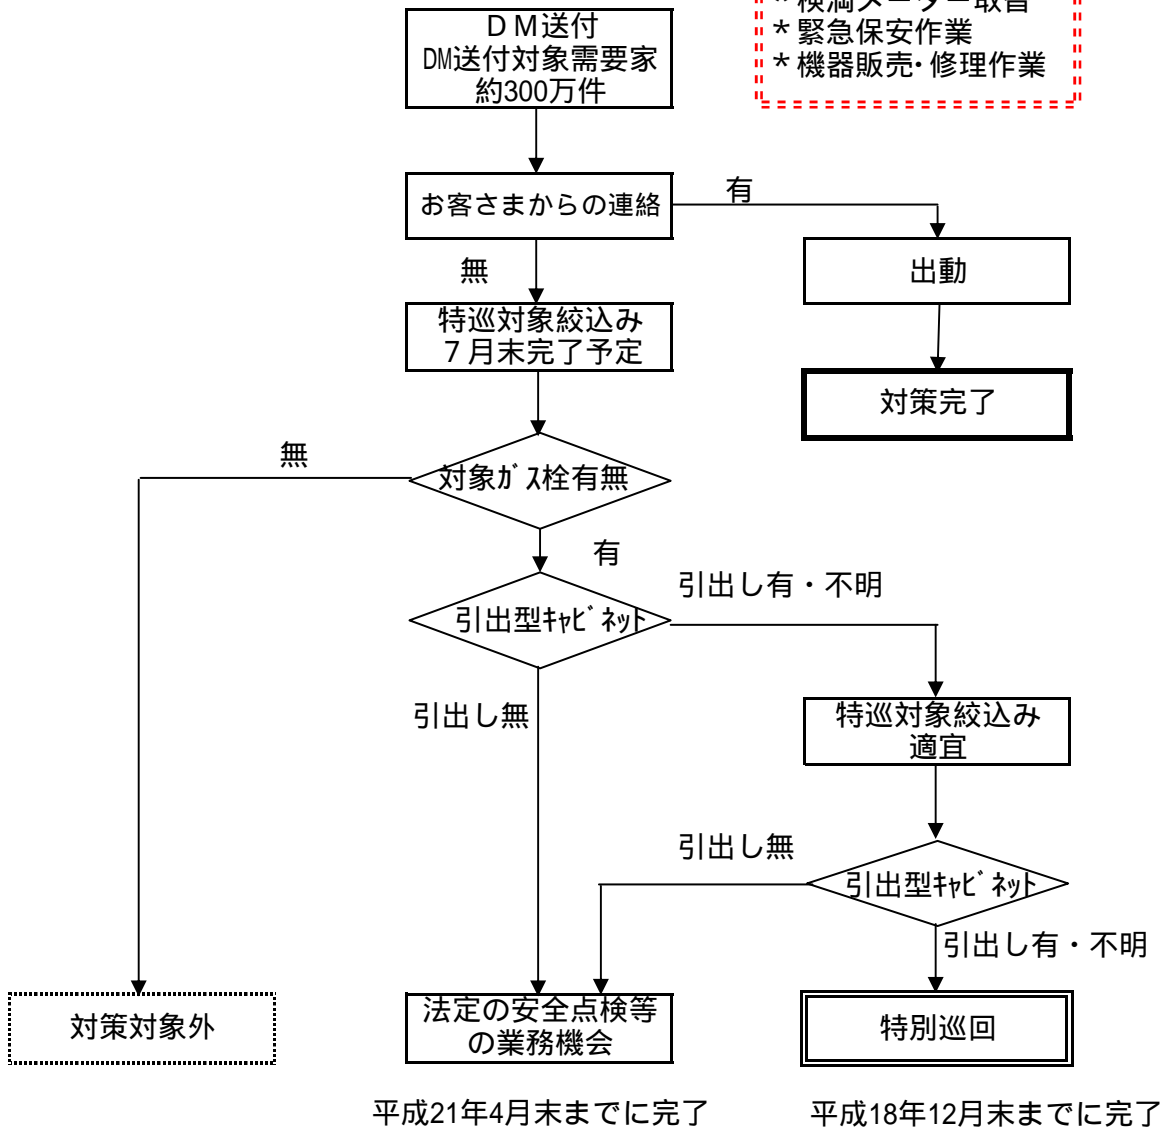 ＊検満メーター取替
＊緊急保安作業
＊機器販売・修理作業
ＤＭ送付
DM送付対象需要家
約300万件
お客さまからの連絡
有
無
出動
特巡対象絞込み
７月末完了予定
対策完了
無
対象ｶﾞｽ栓有無
有
引出し有・不明
引出型ｷｬﾋﾞﾈｯﾄ
引出し無
特巡対象絞込み
適宜
引出し無
引出型ｷｬﾋﾞﾈｯﾄ
引出し有・不明
対策対象外
法定の安全点検等
の業務機会
特別巡回
平成21年4月末までに完了
平成18年12月末までに完了